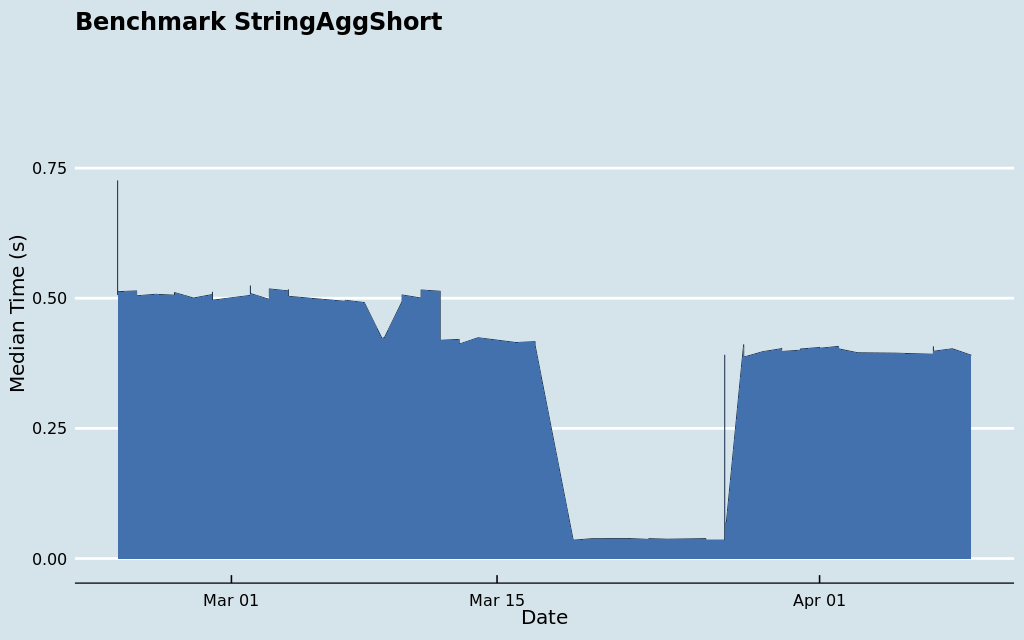 Benchmark StringAggShort
0.75
0.50
0.25
0.00
Median Time (s)
Mar 01
Mar 15
Apr 01
Date